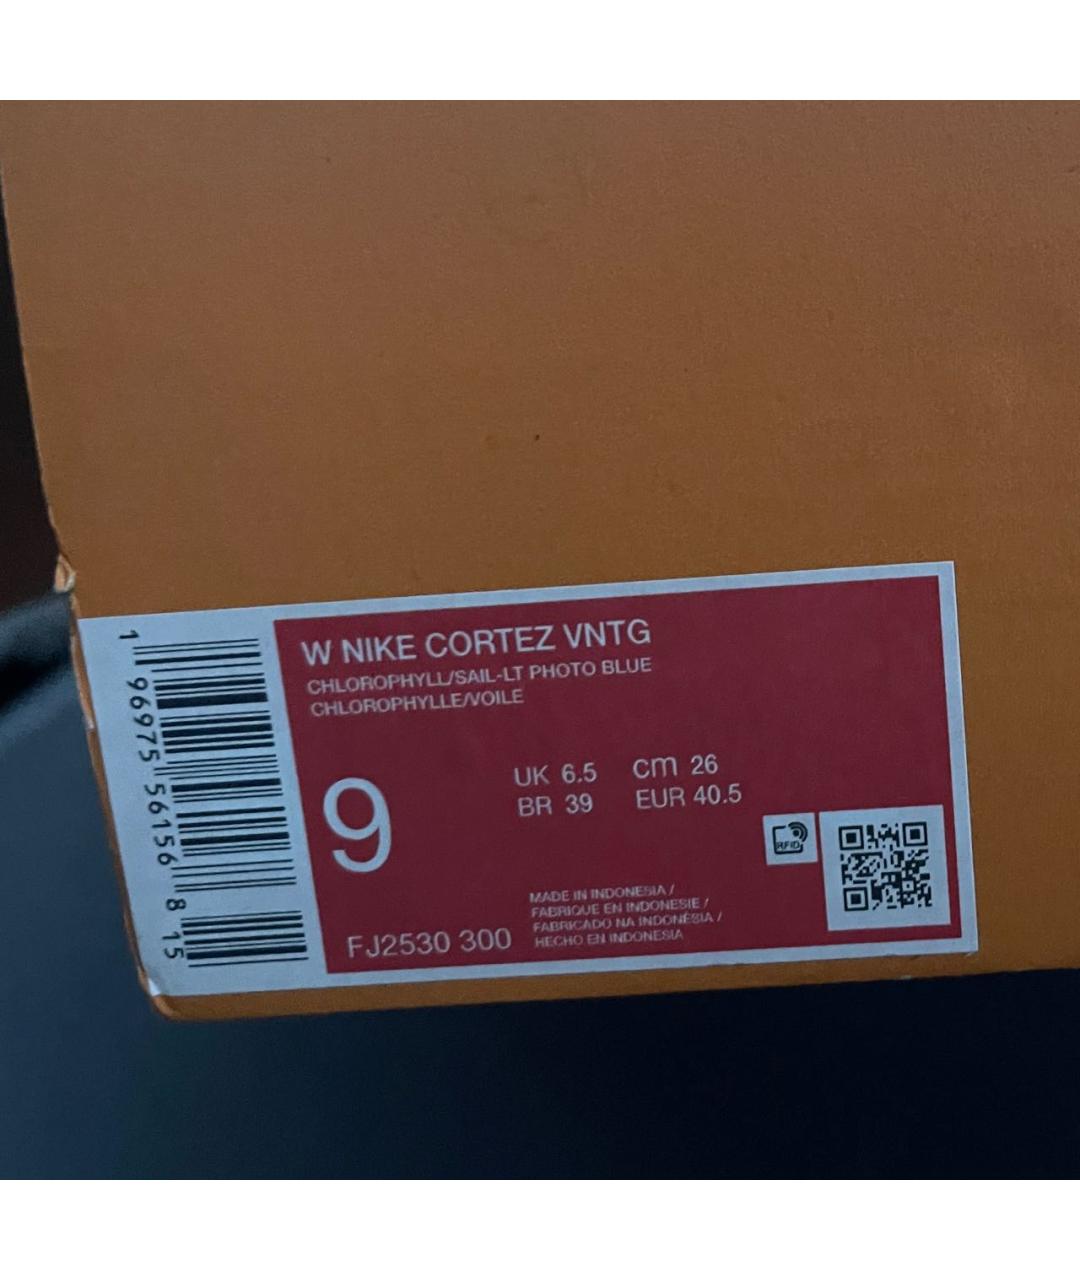 W NIKE CORTEZ VNTG
CHLOROPHYLL/SAIL-LT PHOTO BLUE
CHLOROPHYLLE/VOILE
9
UK 6.5 cm 26
BR 39 EUR 40.5
RFID
MADE IN INDONESIA /
FABRIQUE EN INDONESIE /
FABRICADO NA INDONÉSIA /
HECHO EN INDONESIA
FJ2530 300
1 96975 56156 8 15